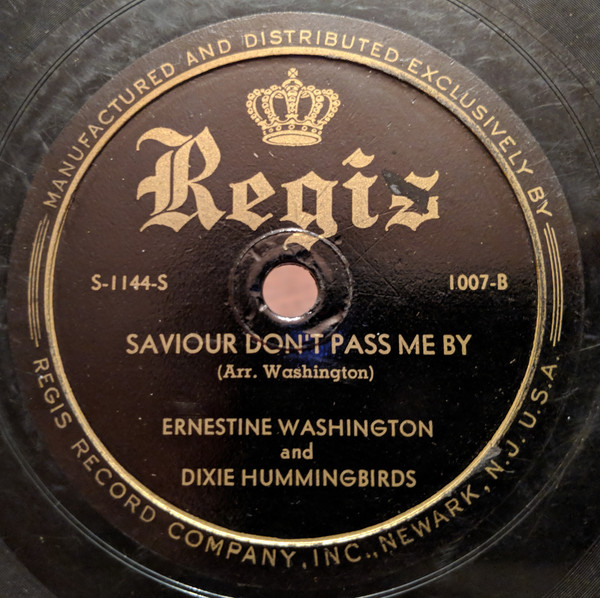 MANUFACTURED AND DISTRIBUTED EXCLUSIVELY BY
Regis
S-1144-S
1007-B
SAVIOUR DON'T PASS ME BY
(Arr. Washington)
ERNESTINE WASHINGTON
and
DIXIE HUMMINGBIRDS
REGIS RECORD COMPANY, INC., NEWARK, N. J. U.S.A.